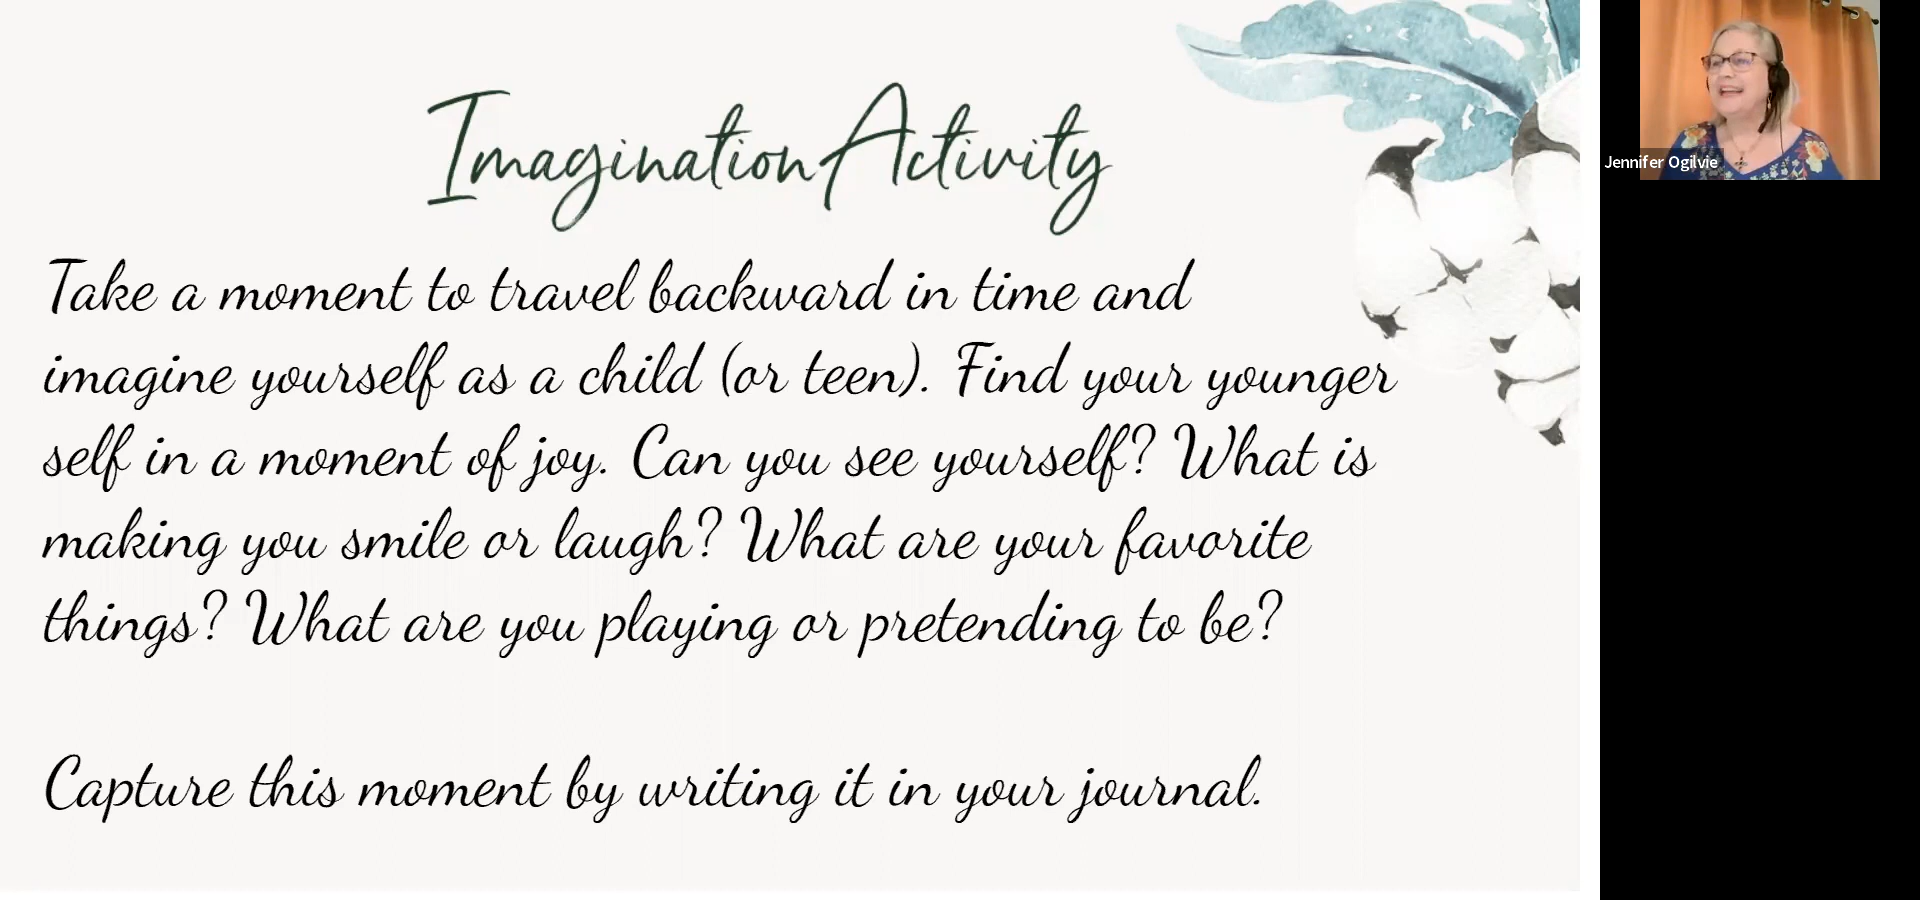 Imagination Activity
Take a moment to travel backward in time and
imagine yourself as a child (or teen). Find your younger
self in a moment of joy. Can you see yourself? What is
making you smile or laugh? What are your favorite
things? What are you playing or pretending to be?
Capture this moment by writing it in your journal.
Jennifer Ogilvie